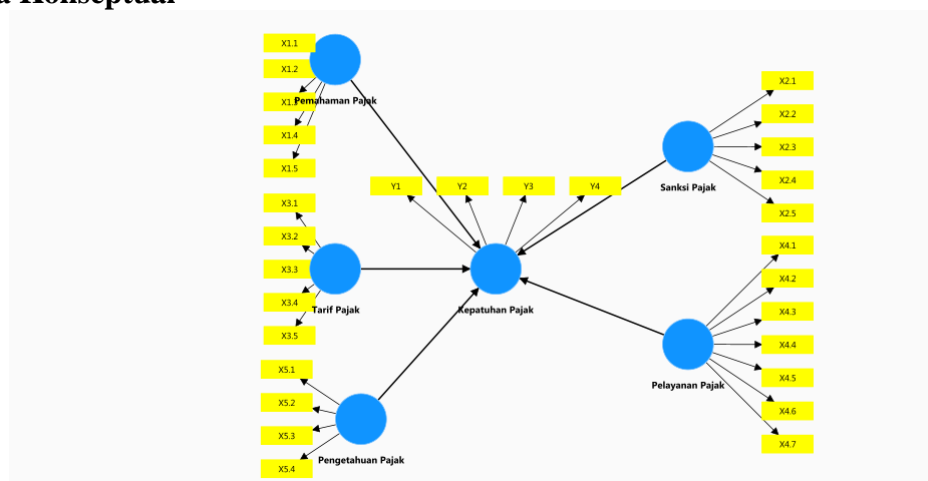 Konseptual
X1.1
X1.2
X1.3
Pemahaman Pajak
X1.4
X1.5
X2.1
X2.2
X2.3
X2.4
X2.5
Sanksi Pajak
Y1
Y2
Y3
Y4
X3.1
X3.2
X3.3
X3.4
X3.5
Tarif Pajak
Kepatuhan Pajak
X4.1
X4.2
X4.3
X4.4
X4.5
X4.6
X4.7
Pelayanan Pajak
X5.1
X5.2
X5.3
X5.4
Pengetahuan Pajak